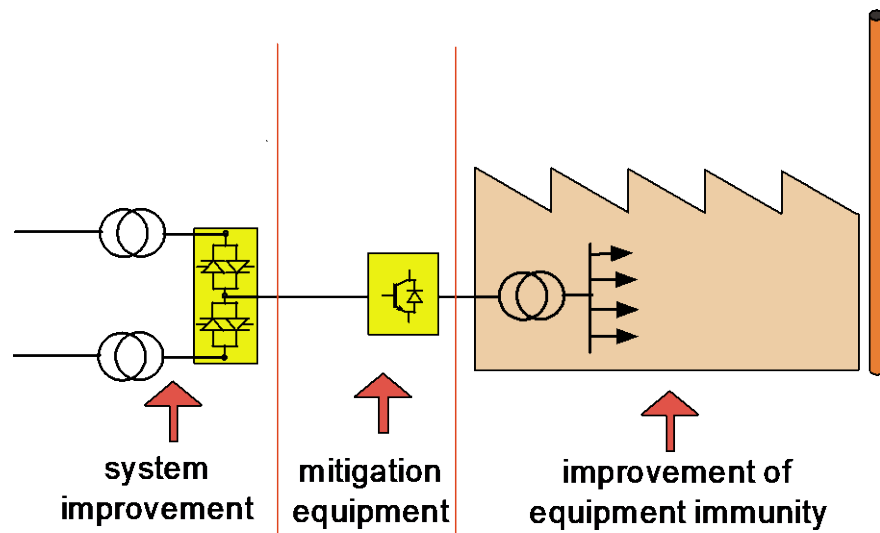 system
improvement
mitigation
equipment
improvement of
equipment immunity